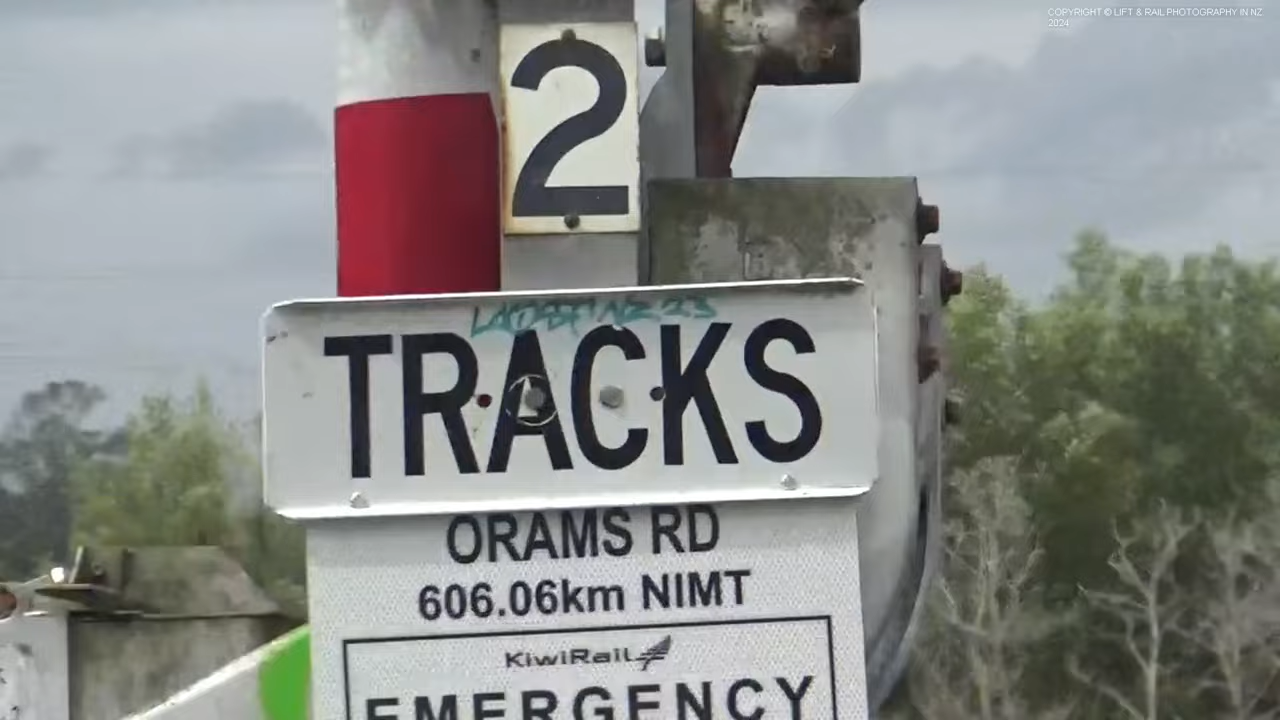 COPYRIGHT © LIFT & RAIL PHOTOGRAPHY IN NZ
2024
2
TRACKS
ORAMS RD
606.06km NIMT
KiwiRail
EMERGENCY